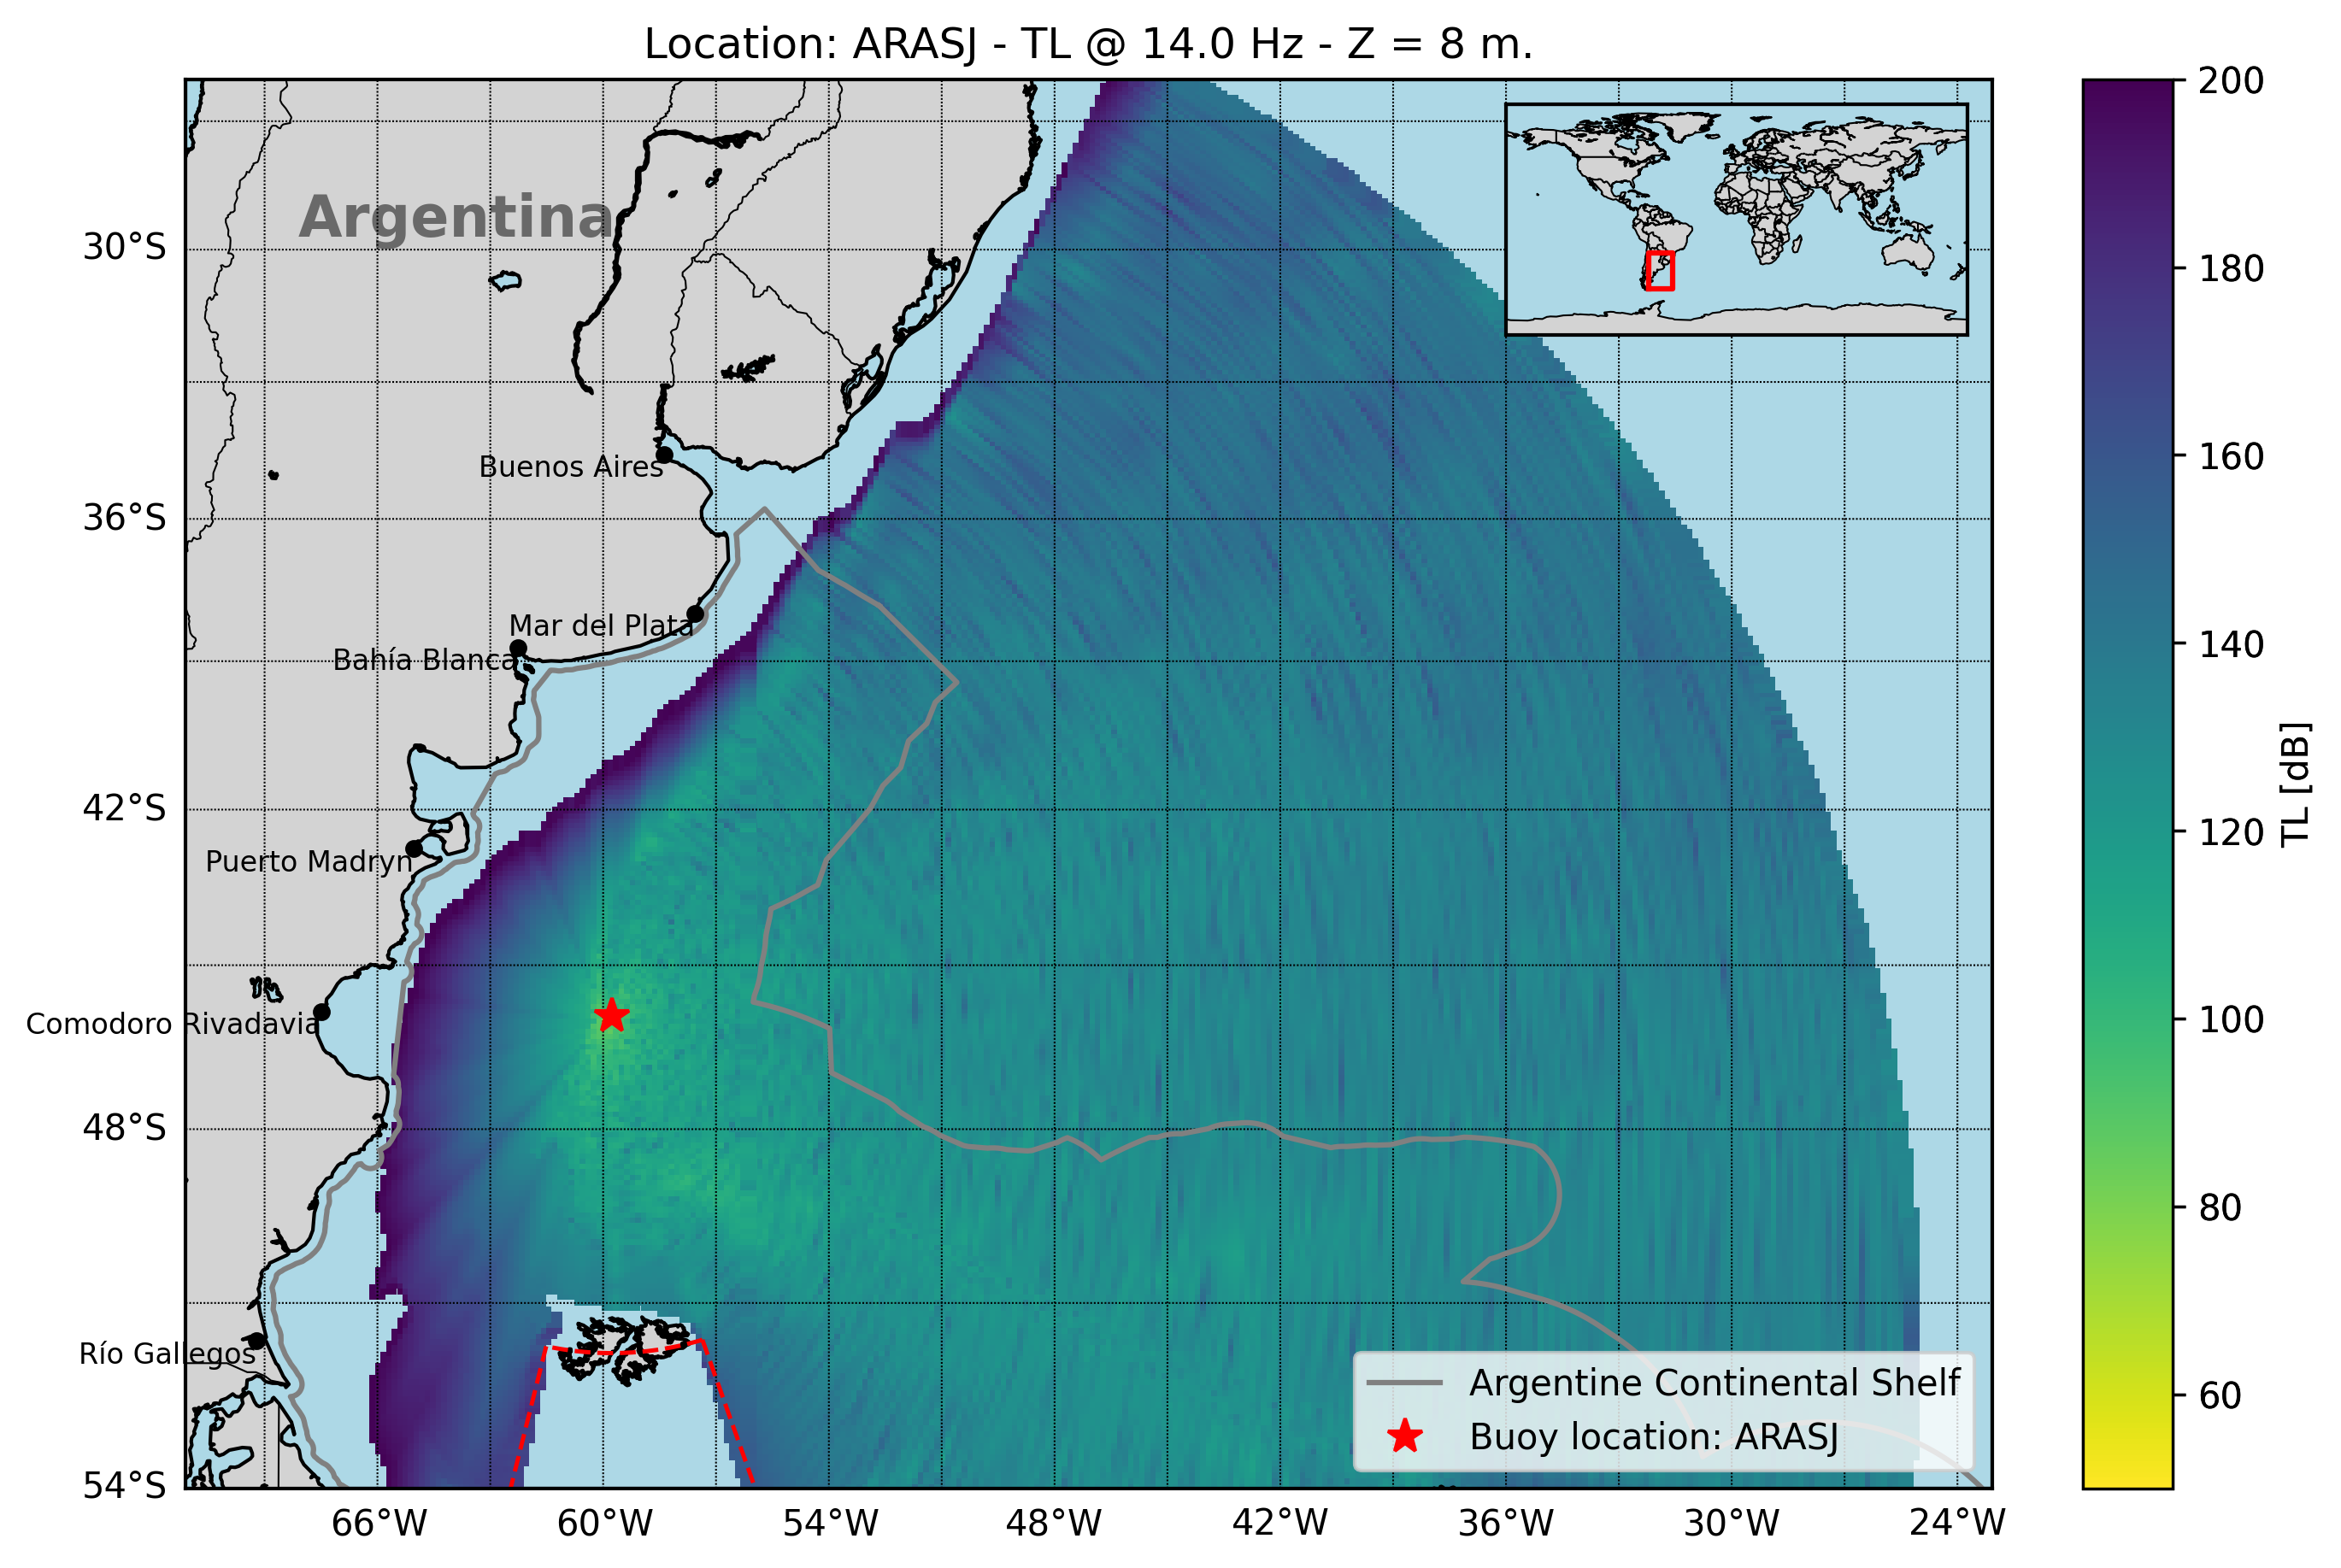 Location: ARASJ - TL @ 14.0 Hz - Z = 8 m.
Argentina
30°S
36°S
42°S
48°S
54°S
Buenos Aires
Mar del Plata
Bahía Blanca
Puerto Madryn
Comodoro Rivadavia
Río Gallegos
66°W
60°W
54°W
48°W
42°W
36°W
30°W
24°W
Argentine Continental Shelf
Buoy location: ARASJ
200
180
160
140
120
100
80
60
TL [dB]